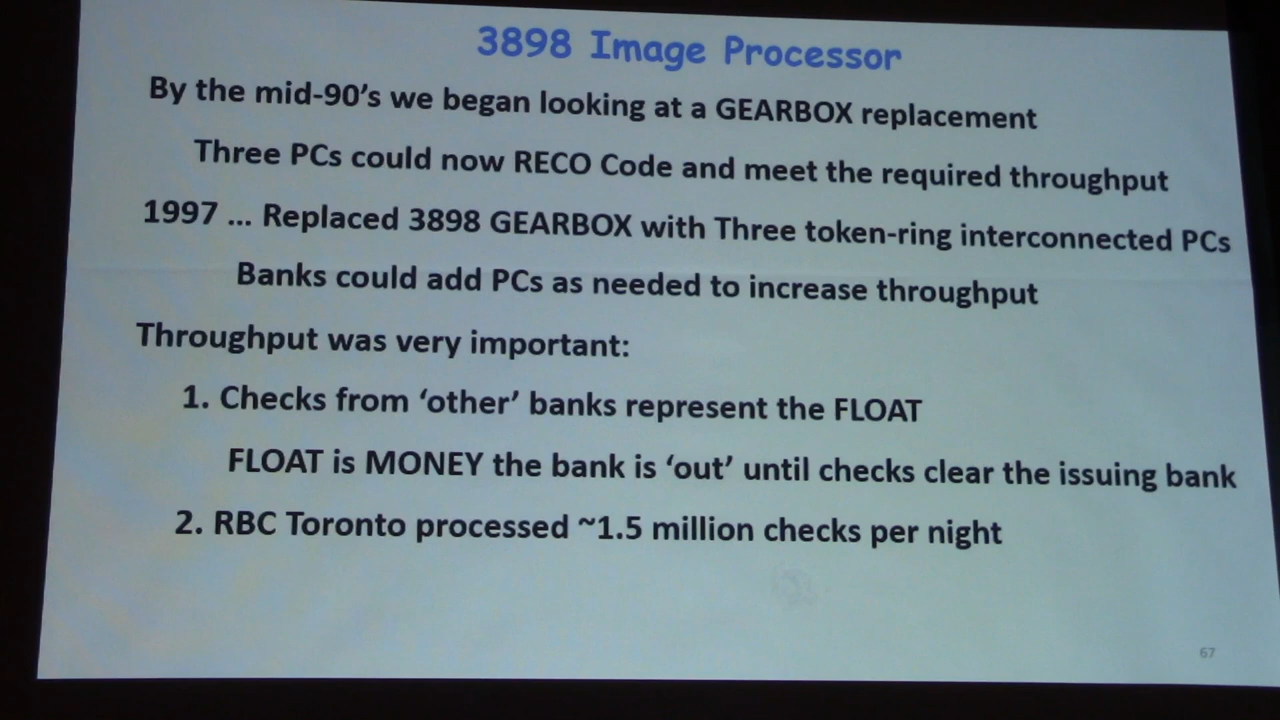 3898 Image Processor
By the mid-90's we began looking at a GEARBOX replacement
Three PCs could now RECO Code and meet the required throughput
1997 ... Replaced 3898 GEARBOX with Three token-ring interconnected PCs
Banks could add PCs as needed to increase throughput
Throughput was very important:
1. Checks from ‘other’ banks represent the FLOAT
FLOAT is MONEY the bank is ‘out’ until checks clear the issuing bank
2. RBC Toronto processed ~1.5 million checks per night
67